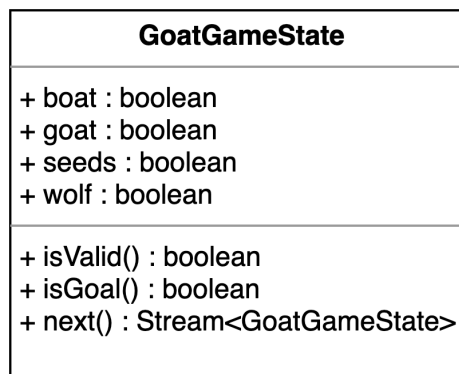 GoatGameState
+ boat : boolean
+ goat : boolean
+ seeds : boolean
+ wolf : boolean
+ isValid() : boolean
+ isGoal() : boolean
+ next() : Stream<GoatGameState>